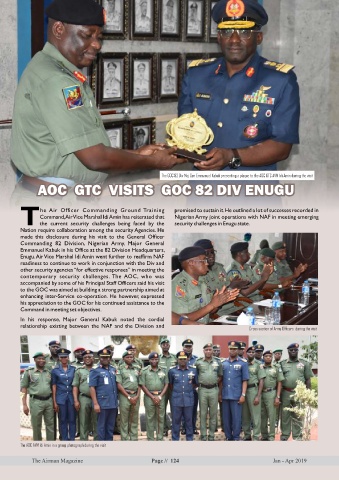 The GOC 82 Div Maj Gen Emmanuel Kabuk presenting a plaque to the AOC GTC AVM Idi Amin during the visit
AOC GTC VISITS GOC 82 DIV ENUGU
The Air Officer Commanding Ground Training
Command, Air Vice Marshal Idi Amin has reiterated that
the current security challenges being faced by the
Nation require collaboration among the security Agencies. He
made this disclosure during his visit to the General Officer
Commanding 82 Division, Nigerian Army, Major General
Emmanuel Kabuk in his Office at the 82 Division Headquarters,
Enugu. Air Vice Marshal Idi Amin went further to reaffirm NAF
readiness to continue to work in conjunction with the Div and
other security agencies "for effective responses" in meeting the
contemporary security challenges. The AOC, who was
accompanied by some of his Principal Staff Officers said his visit
to the GOC was aimed at building a strong partnership aimed at
enhancing inter-Service co-operation. He however, expressed
his appreciation to the GOC for his continued assistance to the
Command in meeting set objectives.
In his response, Major General Kabuk noted the cordial
relationship existing between the NAF and the Division and
promised to sustain it. He outlined a lot of successes recorded in
Nigerian Army joint operations with NAF in meeting emerging
security challenges in Enugu state.
Cross section of Army Officers during the visit
The AOC AVM Idi Amin in a group photograph during the visit
The Airman Magazine
Page // 124
Jan - Apr 2019